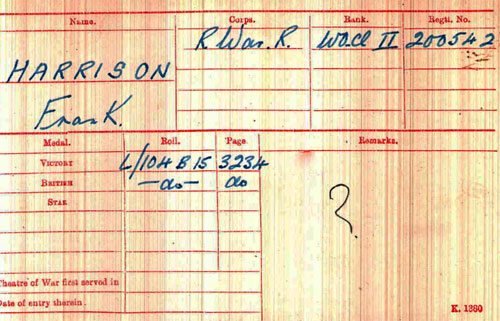 Name. Corps. Rank. Regtl. No.
HARRISON R War. R. WO.Cl II 200542
Frank.
Medal. Roll. Page Remarks.
VICTORY L/104 B15 3234
BRITISH —do— do
STAR ?
Theatre of War first served in
Date of entry therein. K. 1380